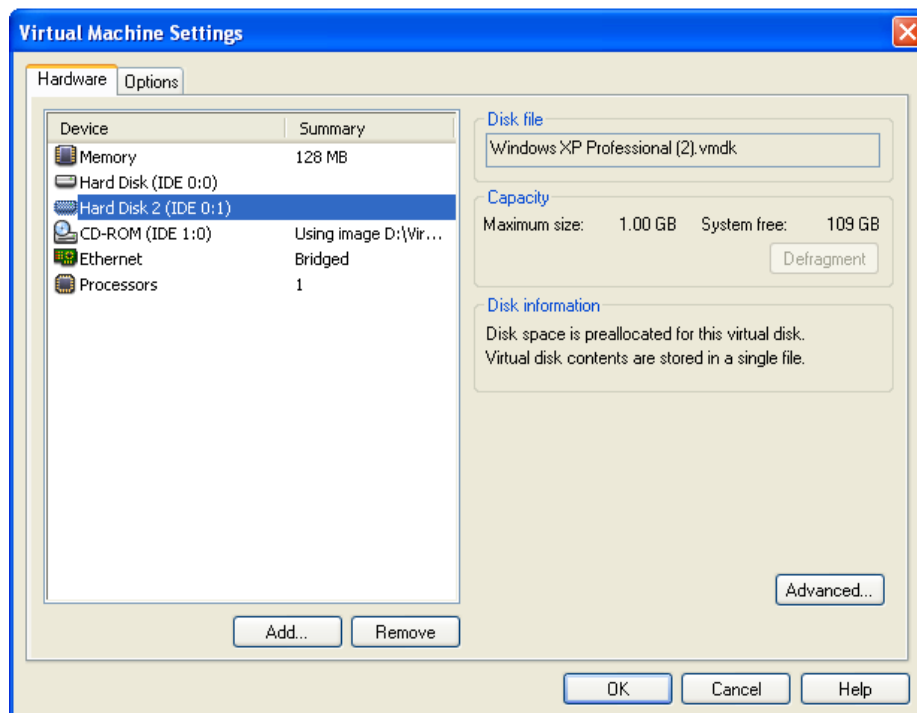 Virtual Machine Settings
Hardware Options
Device Summary
Memory 128 MB
Hard Disk (IDE 0:0)
Hard Disk 2 (IDE 0:1)
CD-ROM (IDE 1:0) Using image D:\Vir...
Ethernet Bridged
Processors 1
Add... Remove
Disk file
Windows XP Professional (2).vmdk
Capacity
Maximum size: 1.00 GB System free: 109 GB
Defragment
Disk information
Disk space is preallocated for this virtual disk.
Virtual disk contents are stored in a single file.
Advanced...
OK Cancel Help